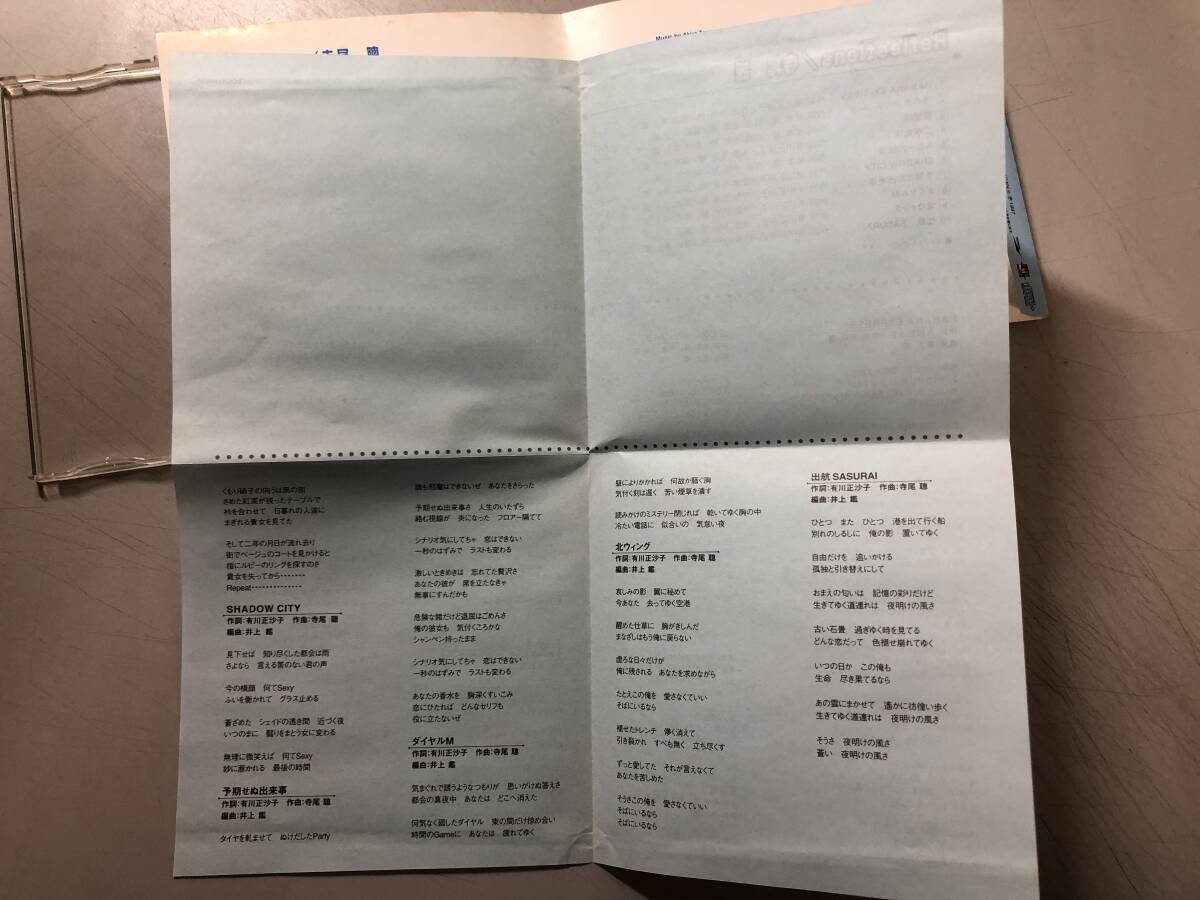 寺尾 聰
Reflections/寺尾 聰
くもり硝子の向うは風の街
さめた紅茶が残ったテーブルで
衿を合わせて 日暮れの人波に
まぎれる貴女を見てた
そして二年の月日が流れ去り
街でベージュのコートを見かけると
指にルビーのリングを探すのさ
貴女を失ってから・・・・・・・
Repeat・・・・・・・・・・・・・・
SHADOW CITY
作詞:有川正沙子 作曲:寺尾 聰
編曲:井上 鑑
見下せば 知り尽くした都会は雨
さよなら 言える筈のない君の声
今の横顔 何てSexy
ふいを衝かれて グラス止める
蒼ざめた シェイドの透き間 近づく夜
いつのまに 翳りをまとう女に変わる
無理に微笑えば 何てSexy
妙に惹かれる 最後の時間
予期せぬ出来事
作詞:有川正沙子 作曲:寺尾 聰
編曲:井上 鑑
タイヤを軋ませて ぬけだしたParty
誰も邪魔はできないぜ あなたをさらった
予期せぬ出来事さ 人生のいたずら
絡む視線が 炎になった フロアー隔てて
シナリオ気にしてちゃ 恋はできない
一秒のはずみで ラストも変わる
激しいときめきは 忘れてた贅沢さ
あなたの彼が 席を立たなきゃ
無事にすんだかも
危険な賭だけど退屈はごめんさ
俺の彼女も 気付くころかな
シャンペン持ったまま
シナリオ気にしてちゃ 恋はできない
一秒のはずみで ラストも変わる
あなたの香水を 胸深くすいこみ
恋にひたれば どんなセリフも
役に立たないぜ
ダイヤルM
作詞:有川正沙子 作曲:寺尾 聰
編曲:井上 鑑
気まぐれで誘うようなつもりが 思いがけぬ答えさ
都会の真夜中 あなたは どこへ消えた
何気なく廻したダイヤル 束の間だけ掠め合い
時間のGameに あなたは 疲れてゆく
昼によりかかれば 何故か騒ぐ胸
気付く刻は遅く 苦い煙草を潰す
読みかけのミステリー閉じれば 乾いてゆく胸の中
冷たい電話に 似合いの 気怠い夜
北ウィング
作詞:有川正沙子 作曲:寺尾 聰
編曲:井上 鑑
哀しみの影 翼に秘めて
今あなた 去ってゆく空港
醒めた仕草に 胸がきしんだ
まなざしはもう俺に戻らない
虚ろな日々だけが
俺に残される あなたを求めながら
たとえこの俺を 愛さなくていい
そばにいるなら
褪せたトレンチ 儚く消えて
引き裂かれ すべも無く 立ち尽くす
ずっと愛してた それが言えなくて
あなたを苦しめた
そうさこの俺を 愛さなくていい
そばにいるなら
そばにいるなら
出航 SASURAI
作詞:有川正沙子 作曲:寺尾 聰
編曲:井上 鑑
ひとつ また ひとつ 港を出て行く船
別れのしるしに 俺の影 置いてゆく
自由だけを 追いかける
孤独と引き替えにして
おまえの匂いは 記憶の彩りだけど
生きてゆく道連れは 夜明けの風さ
古い石畳 過ぎゆく時を見てる
どんな恋だって 色褪せ崩れてゆく
いつの日か この俺も
生命 尽き果てるなら
あの雲にまかせて 遙かに彷徨い歩く
生きてゆく道連れは 夜明けの風さ
そうさ 夜明けの風さ
蒼い 夜明けの風さ